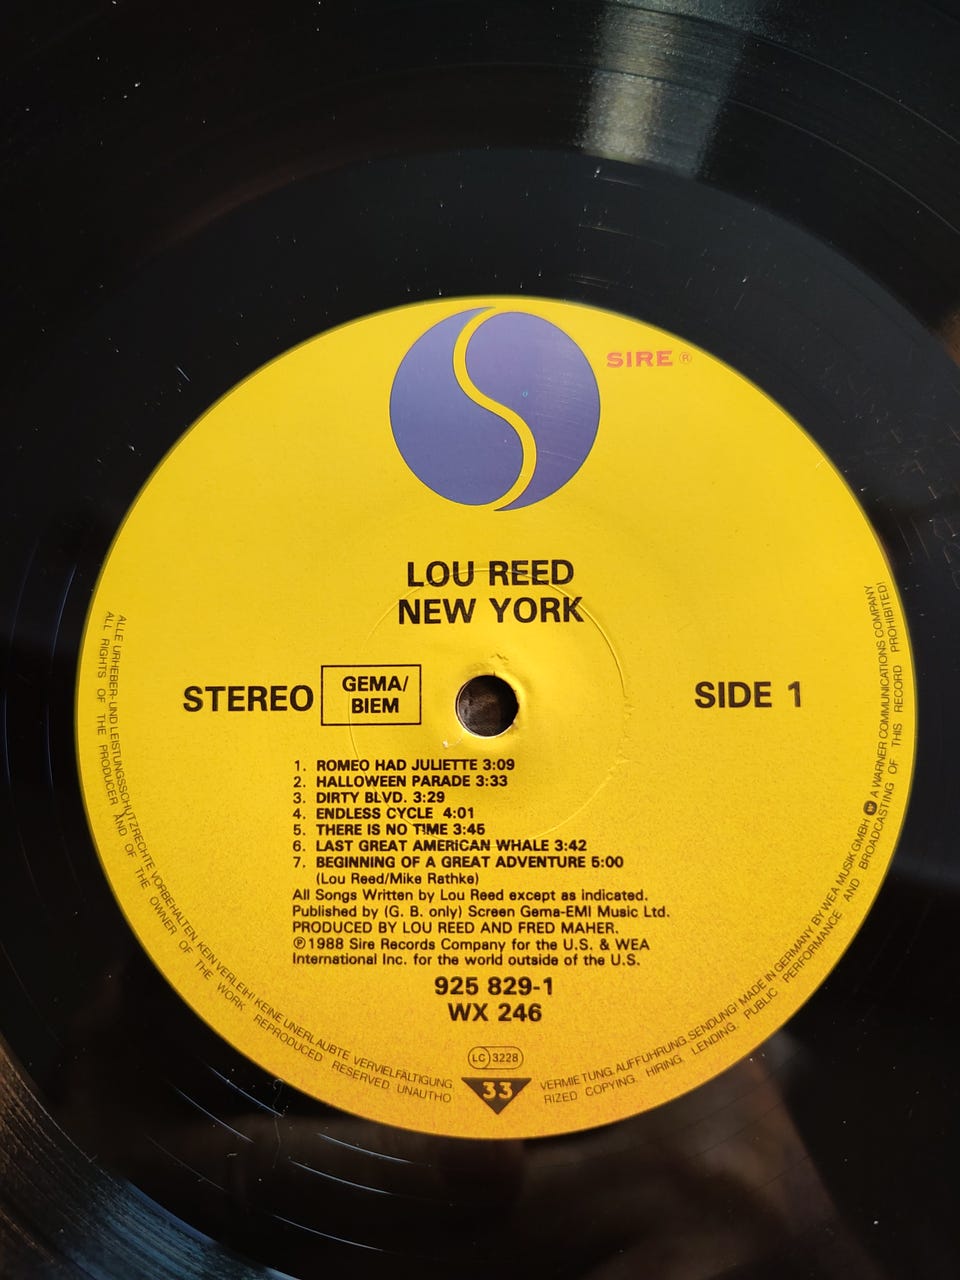 SIRE ®
LOU REED
NEW YORK
STEREO
GEMA/
BIEM
SIDE 1
1. ROMEO HAD JULIETTE 3:09
2. HALLOWEEN PARADE 3:33
3. DIRTY BLVD. 3:29
4. ENDLESS CYCLE 4:01
5. THERE IS NO TIME 3:45
6. LAST GREAT AMERICAN WHALE 3:42
7. BEGINNING OF A GREAT ADVENTURE 5:00
(Lou Reed/Mike Rathke)
All Songs Written by Lou Reed except as indicated.
Published by (G. B. only) Screen Gema-EMI Music Ltd.
PRODUCED BY LOU REED AND FRED MAHER.
℗1988 Sire Records Company for the U.S. & WEA
International Inc. for the world outside of the U.S.
925 829-1
WX 246
LC 3228
33
ALLE URHEBER- UND LEISTUNGSSCHUTZRECHTE VORBEHALTEN KEIN VERLEIH! KEINE UNERLAUBTE VERVIELFÄLTIGUNG, VERMIETUNG, AUFFÜHRUNG, SENDUNG! MADE IN GERMANY BY WEA MUSIK GMBH A WARNER COMMUNICATIONS COMPANY
ALL RIGHTS OF THE PRODUCER AND OF THE OWNER OF THE WORK REPRODUCED RESERVED UNAUTHORIZED COPYING, HIRING, LENDING, PUBLIC PERFORMANCE AND BROADCASTING OF THIS RECORD PROHIBITED!